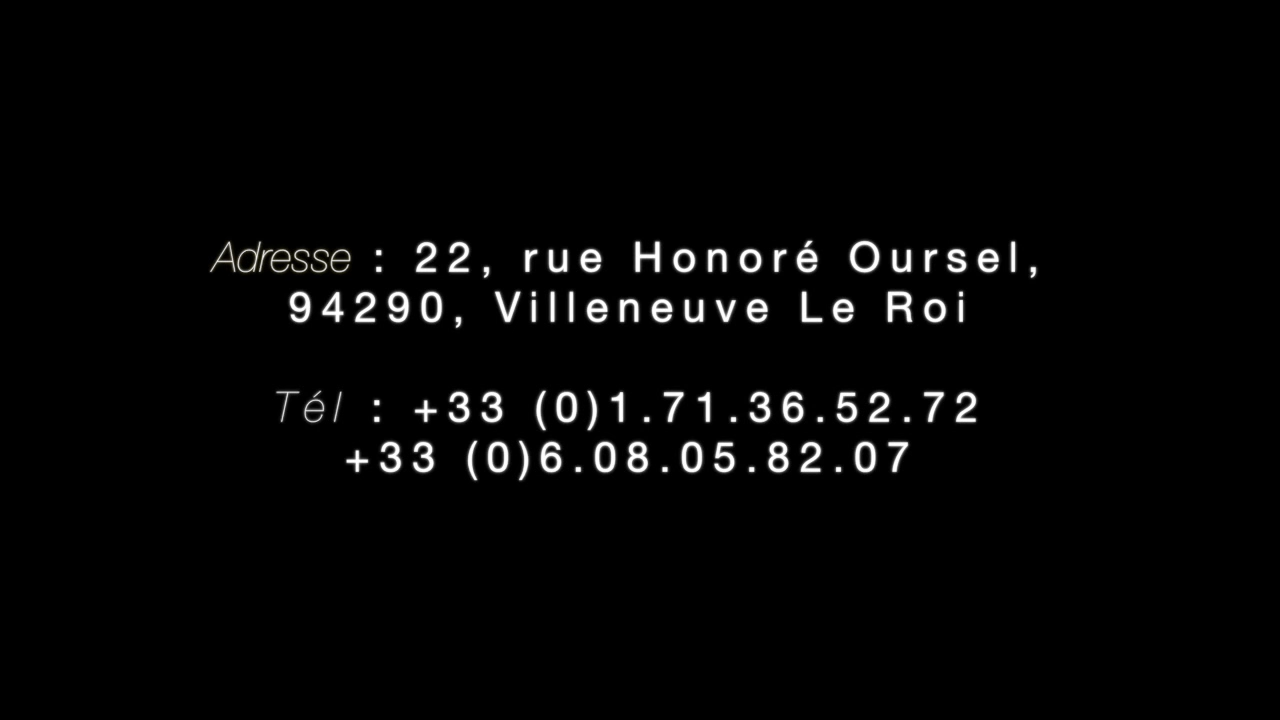 Adresse : 22, rue Honoré Oursel,
94290, Villeneuve Le Roi
Tél : +33 (0)1.71.36.52.72
+33 (0)6.08.05.82.07